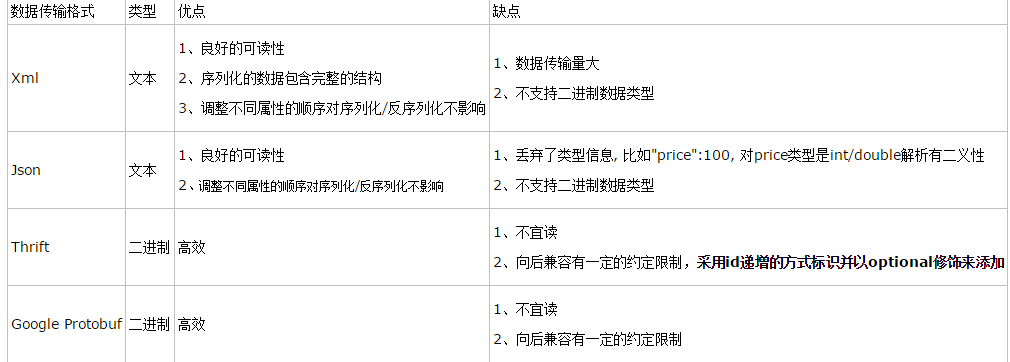 数据传输格式 类型 优点 缺点
Xml 文本
1、良好的可读性
2、序列化的数据包含完整的结构
3、调整不同属性的顺序对序列化/反序列化不影响
1、数据传输量大
2、不支持二进制数据类型
Json 文本
1、良好的可读性
2、调整不同属性的顺序对序列化/反序列化不影响
1、丢弃了类型信息, 比如"price":100, 对price类型是int/double解析有二义性
2、不支持二进制数据类型
Thrift 二进制 高效
1、不宜读
2、向后兼容有一定的约定限制，采用id递增的方式标识并以optional修饰来添加
Google Protobuf 二进制 高效
1、不宜读
2、向后兼容有一定的约定限制